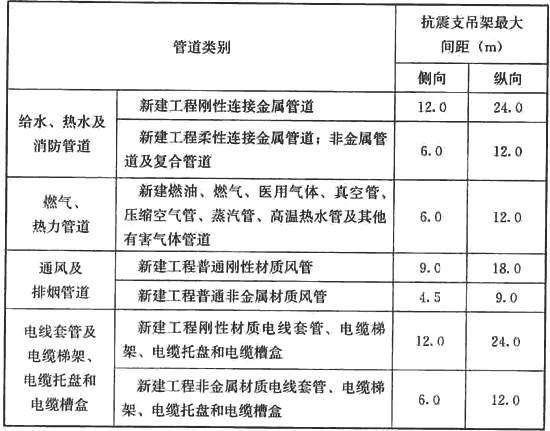 管道类别
抗震支吊架最大
间距（m）
侧向
纵向
给水、热水及
消防管道
新建工程刚性连接金属管道
12.0
24.0
新建工程柔性连接金属管道；非金属管
道及复合管道
6.0
12.0
燃气、
热力管道
新建燃油、燃气、医用气体、真空管、
压缩空气管、蒸汽管、高温热水管及其他
有害气体管道
6.0
12.0
通风及
排烟管道
新建工程普通刚性材质风管
9.0
18.0
新建工程普通非金属材质风管
4.5
9.0
电线套管及
电缆梯架、
电缆托盘和
电缆槽盒
新建工程刚性材质电线套管、电缆梯
架、电缆托盘和电缆槽盒
12.0
24.0
新建工程非金属材质电线套管、电缆梯
架、电缆托盘和电缆槽盒
6.0
12.0